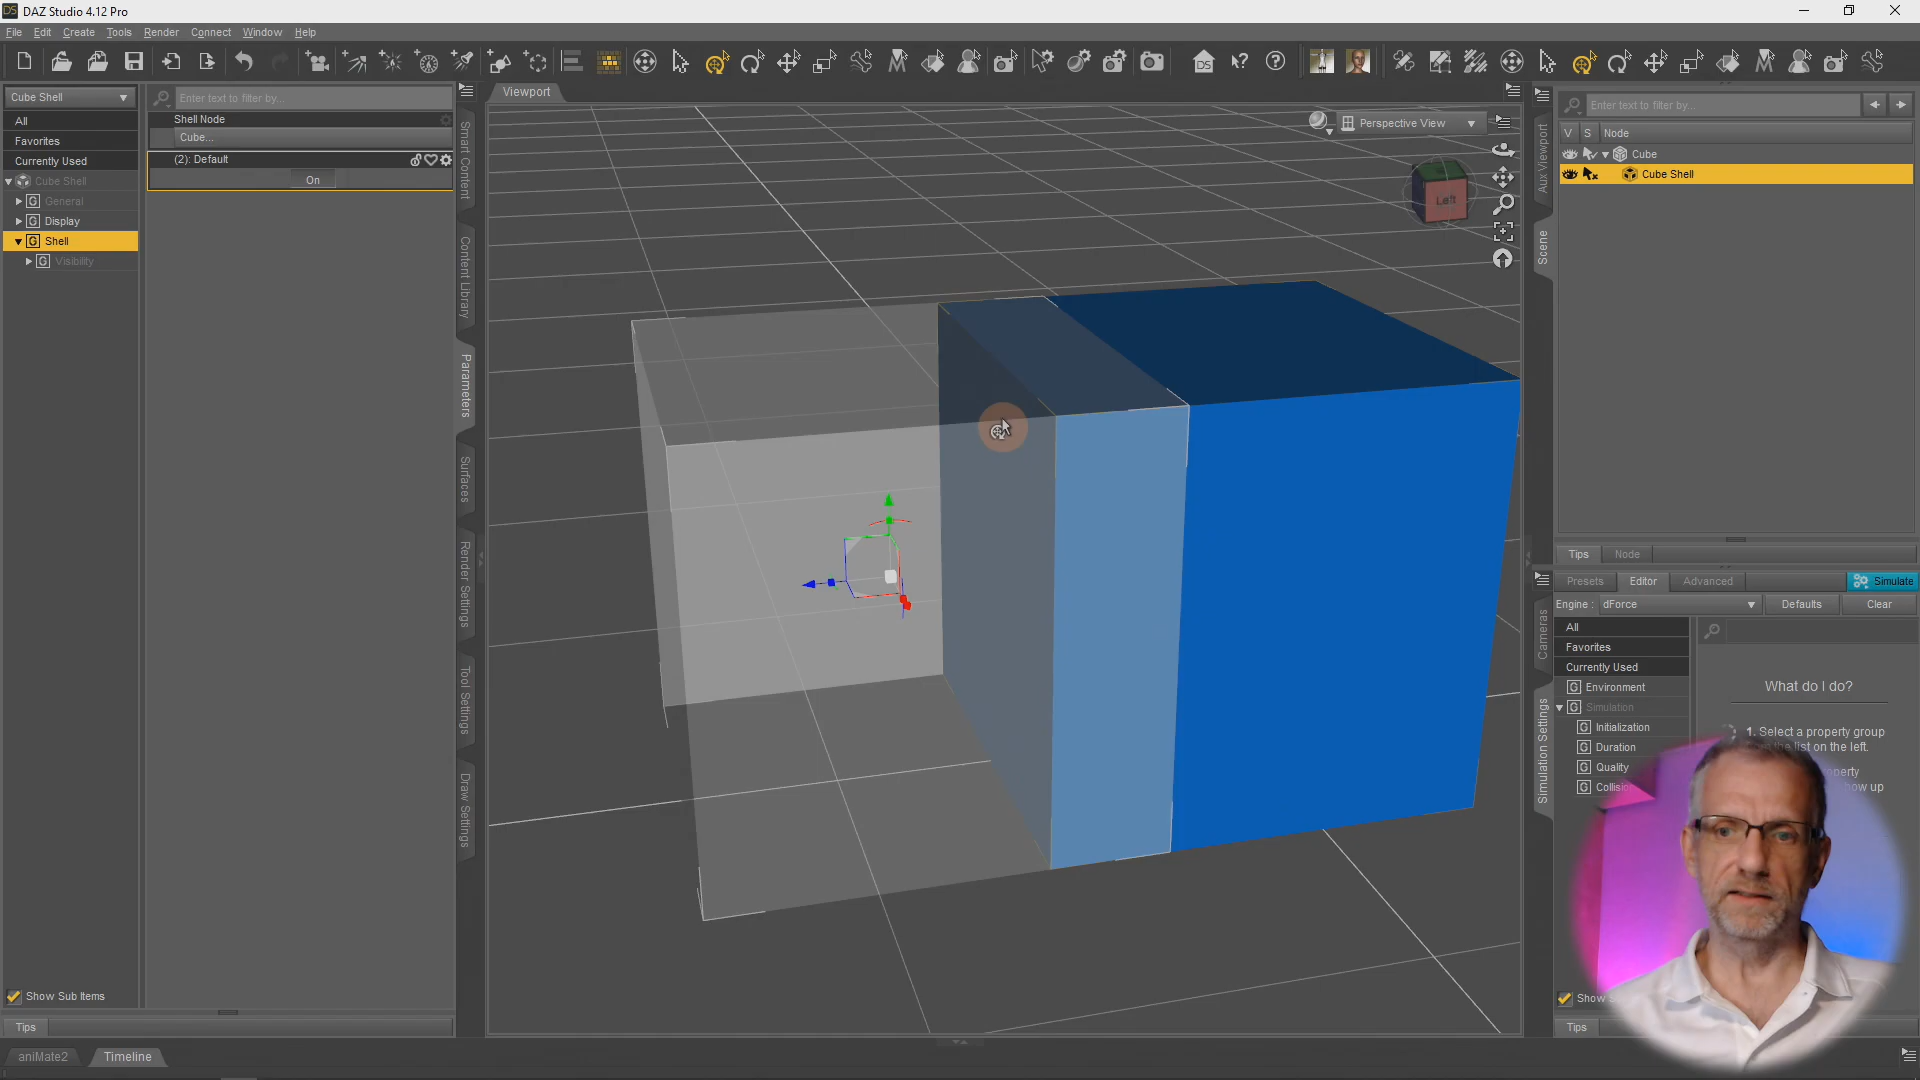 DAZ Studio 4.12 Pro
File Edit Create Tools Render Connect Window Help
Cube Shell
Enter text to filter by...
All
Favorites
Currently Used
Cube Shell
General
Display
Shell
Visibility
Shell Node
Cube...
(2): Default
On
Show Sub Items
Tips
aniMate2
Timeline
Smart Content
Content Library
Parameters
Surfaces
Render Settings
Tool Settings
Draw Settings
Viewport
Perspective View
Left
Aux Viewport
Scene
Enter text to filter by...
V S Node
Cube
Cube Shell
Tips Node
Presets Editor Advanced Simulate
Engine : dForce Defaults Clear
Cameras
Simulation Settings
All
Favorites
Currently Used
Environment
Simulation
Initialization
Duration
Quality
What do I do?
1. Select a property group
the list on the left.
Tips